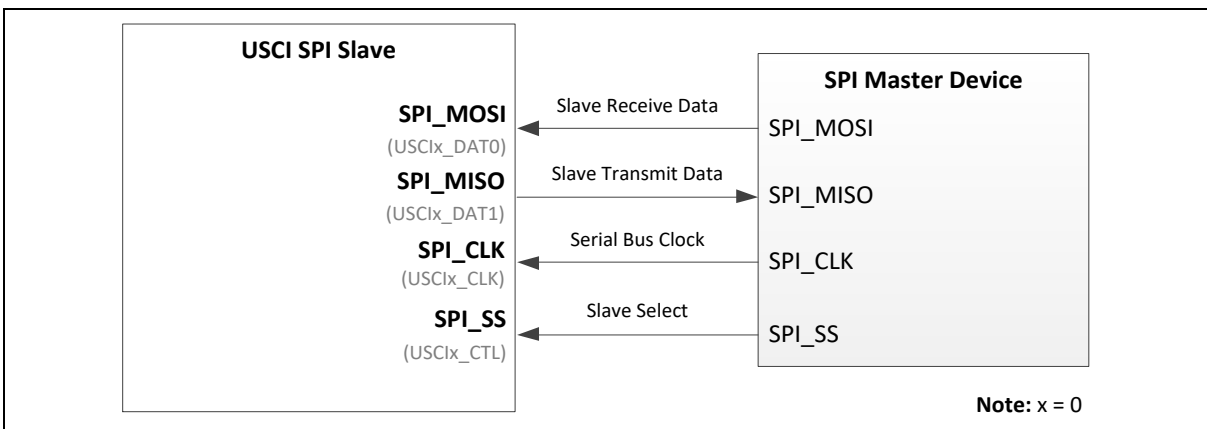 USCI SPI Slave
SPI Master Device
SPI_MOSI
(USCIx_DAT0)
Slave Receive Data
SPI_MOSI
SPI_MISO
(USCIx_DAT1)
Slave Transmit Data
SPI_MISO
SPI_CLK
(USCIx_CLK)
Serial Bus Clock
SPI_CLK
SPI_SS
(USCIx_CTL)
Slave Select
SPI_SS
Note: x = 0